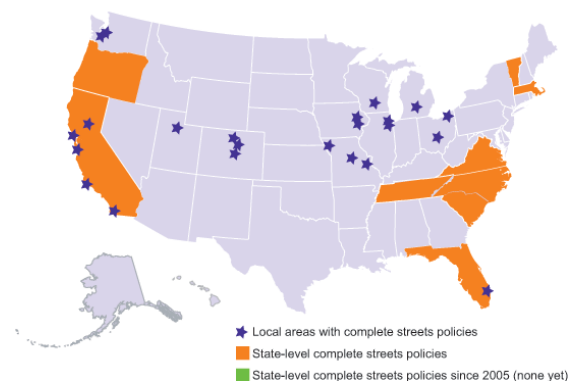 Local areas with complete streets policies
State-level complete streets policies
State-level complete streets policies since 2005 (none yet)